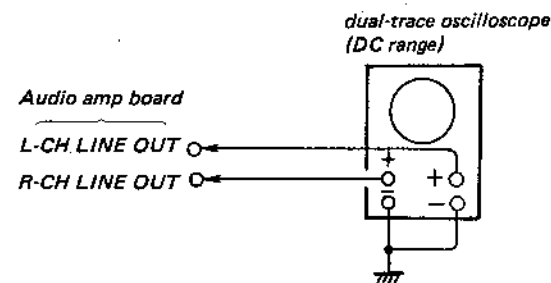 dual-trace oscilloscope
(DC range)
Audio amp board
L-CH LINE OUT
R-CH LINE OUT
+ +
− −